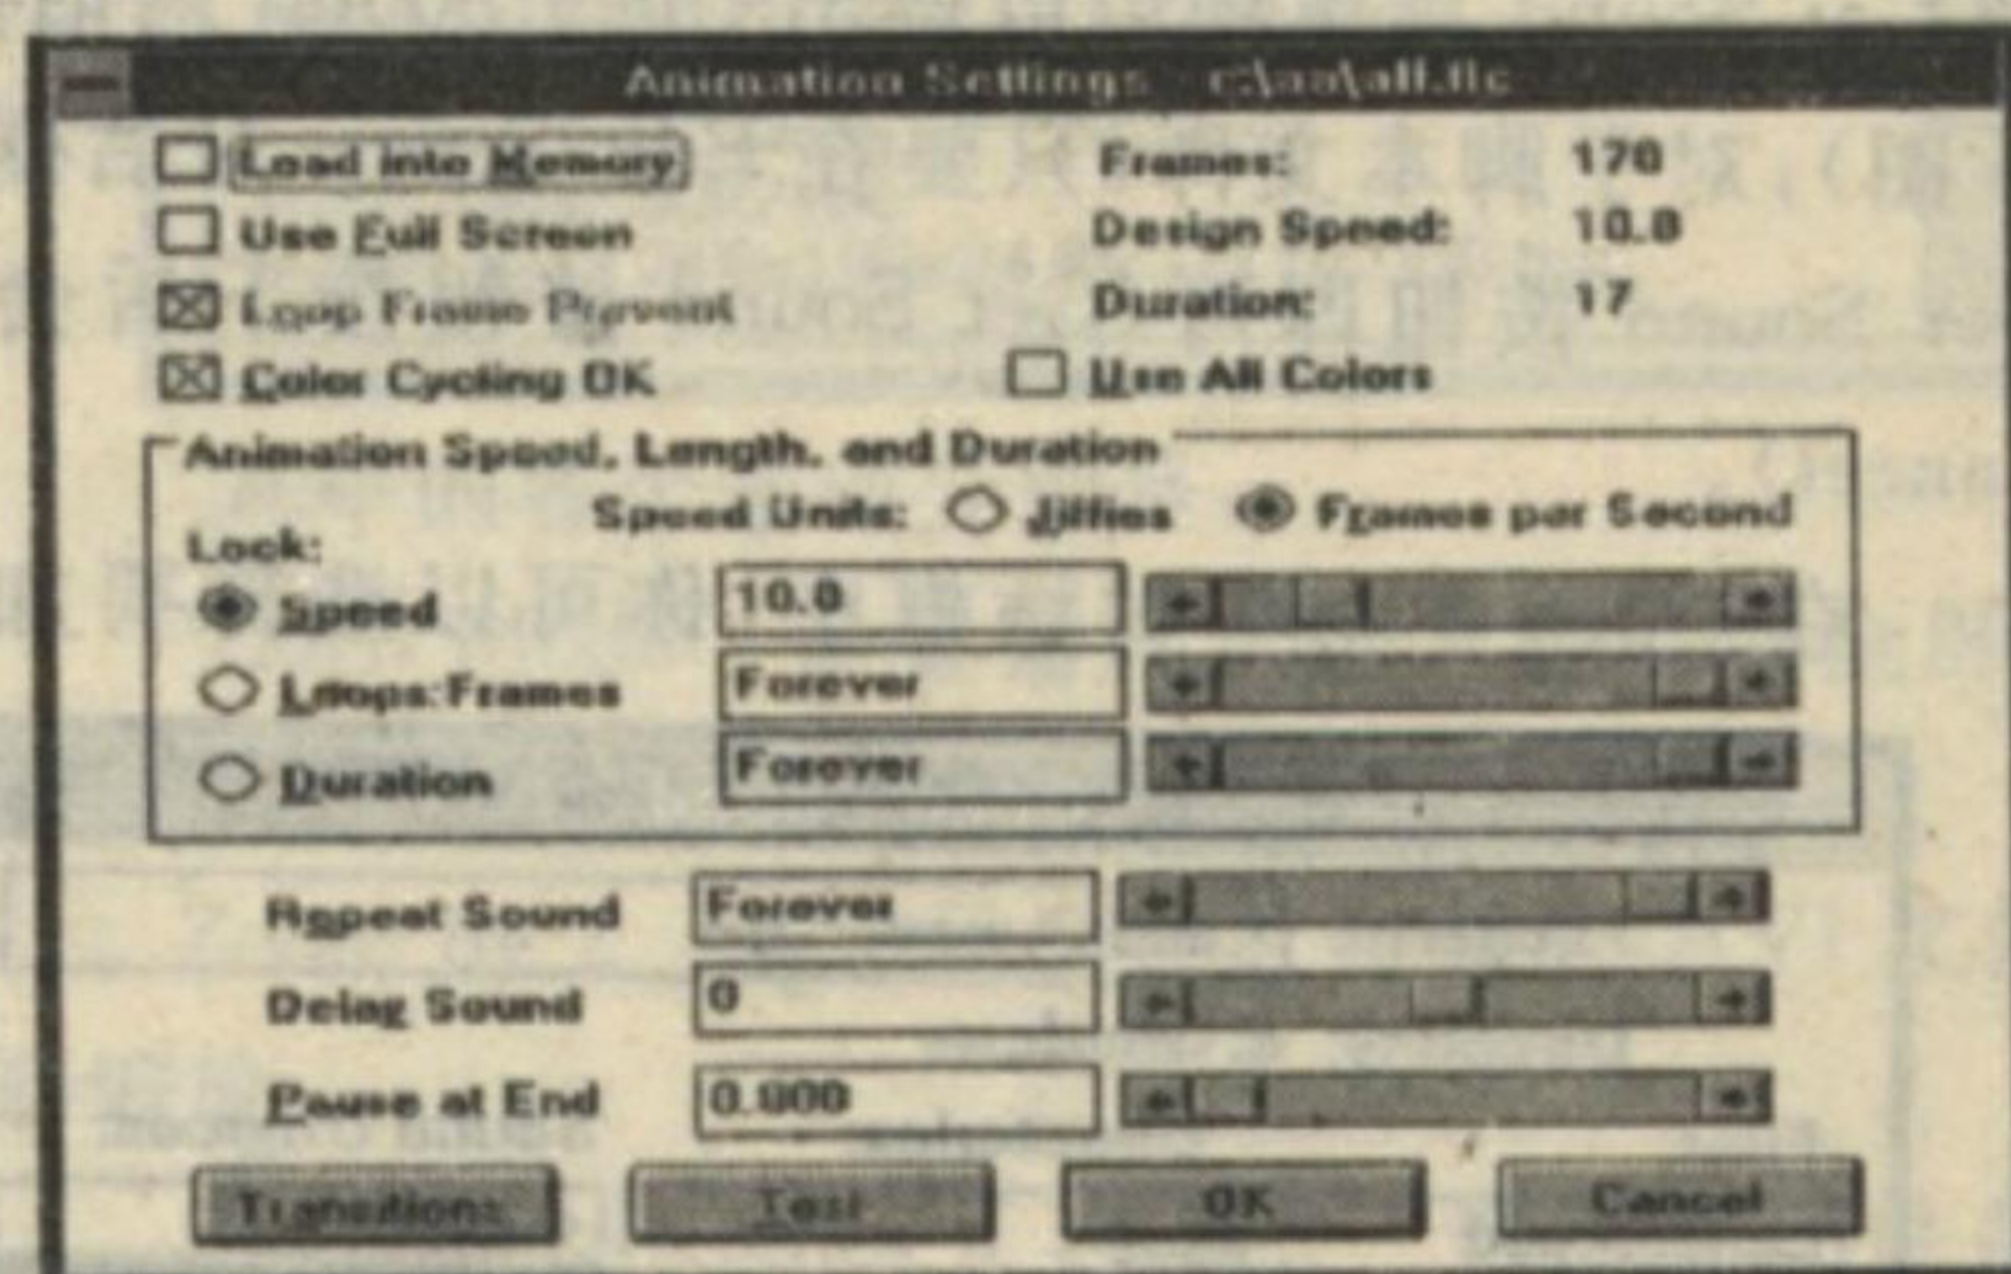 Animation Settings c:\aa\all.flc
Load into Memory Frames: 170
Use Full Screen Design Speed: 10.0
Loop Frame Present Duration: 17
Color Cycling OK Use All Colors
Animation Speed, Length, and Duration
Speed Units: Jiffies Frames per Second
Lock:
Speed 10.0
Loops:Frames Forever
Duration Forever
Repeat Sound Forever
Delay Sound 0
Pause at End 0.000
Transitions Test OK Cancel